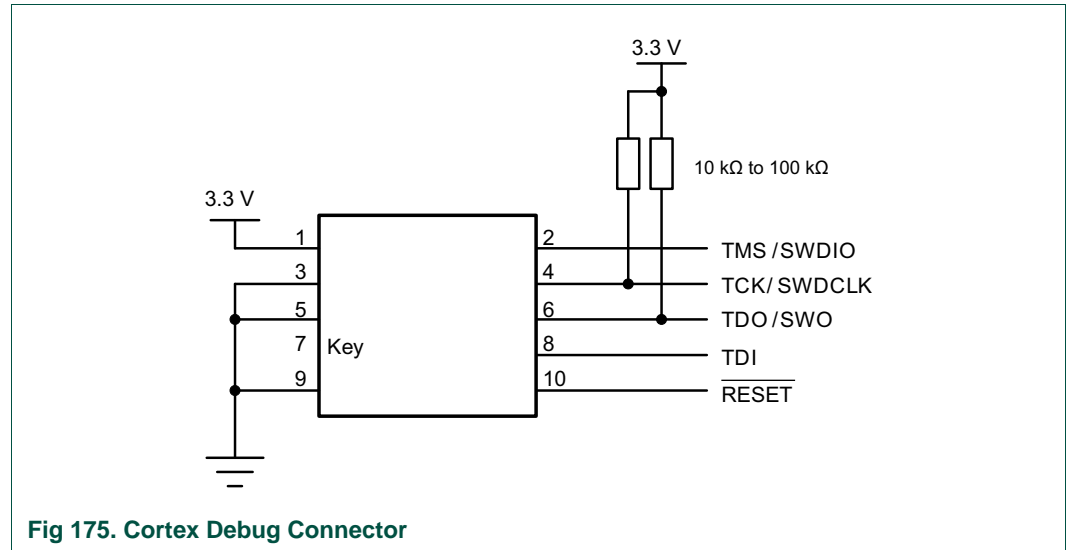 3.3 V
10 kΩ to 100 kΩ
3.3 V
1
2
TMS /SWDIO
3
4
TCK/ SWDCLK
5
6
TDO /SWO
7
Key
8
TDI
9
10
RESET
Fig 175. Cortex Debug Connector